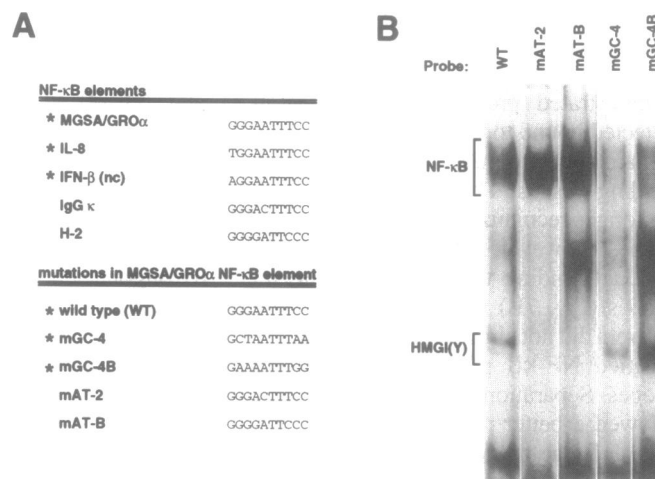 A
NF-κB elements
* MGSA/GROα GGGAATTTCC
* IL-8 TGGAATTTCC
* IFN-β (nc) AGGAATTTCC
IgG κ GGGACTTTCC
H-2 GGGGATTCCC
mutations in MGSA/GROα NF-κB element
* wild type (WT) GGGAATTTCC
* mGC-4 GCTAATTTAA
* mGC-4B GAAAATTTGG
mAT-2 GGGACTTTCC
mAT-B GGGGATTCCC
B
Probe: WT mAT-2 mAT-B mGC-4 mGC-4B
NF-κB
HMGI(Y)